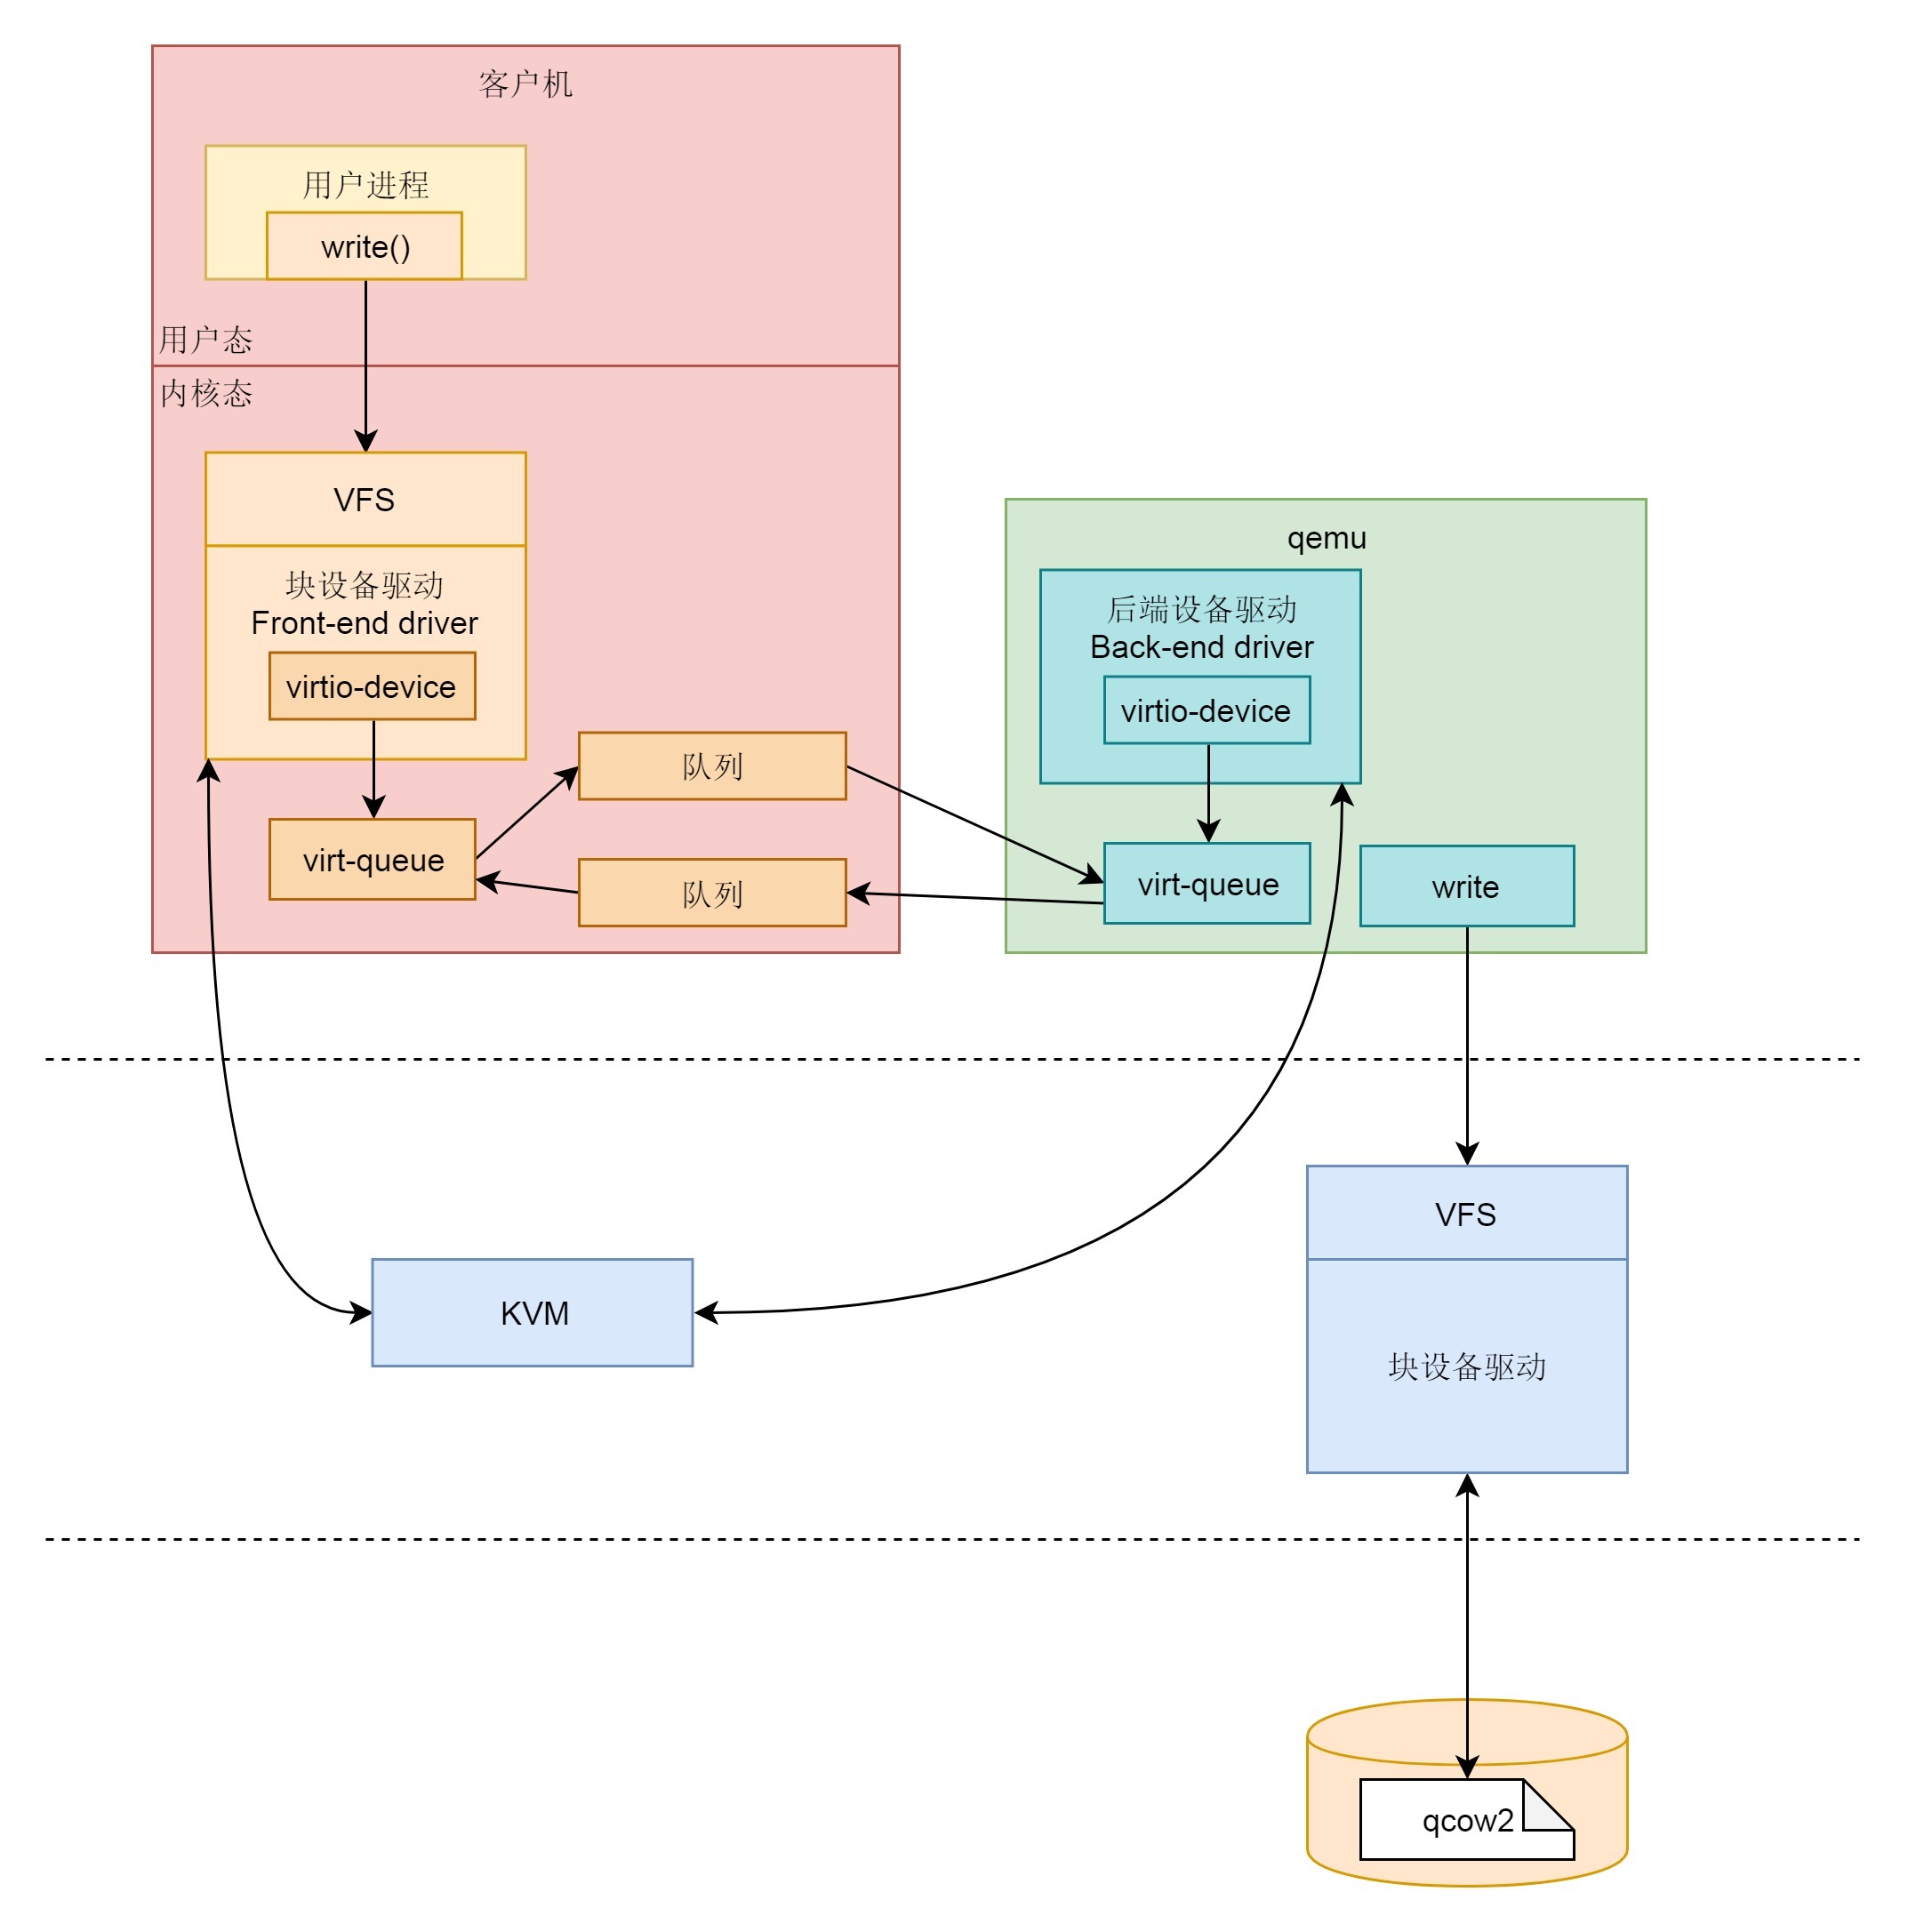 客户机
用户进程
write()
用户态
内核态
VFS
块设备驱动
Front-end driver
virtio-device
virt-queue
队列
队列
qemu
后端设备驱动
Back-end driver
virtio-device
virt-queue
write
KVM
VFS
块设备驱动
qcow2